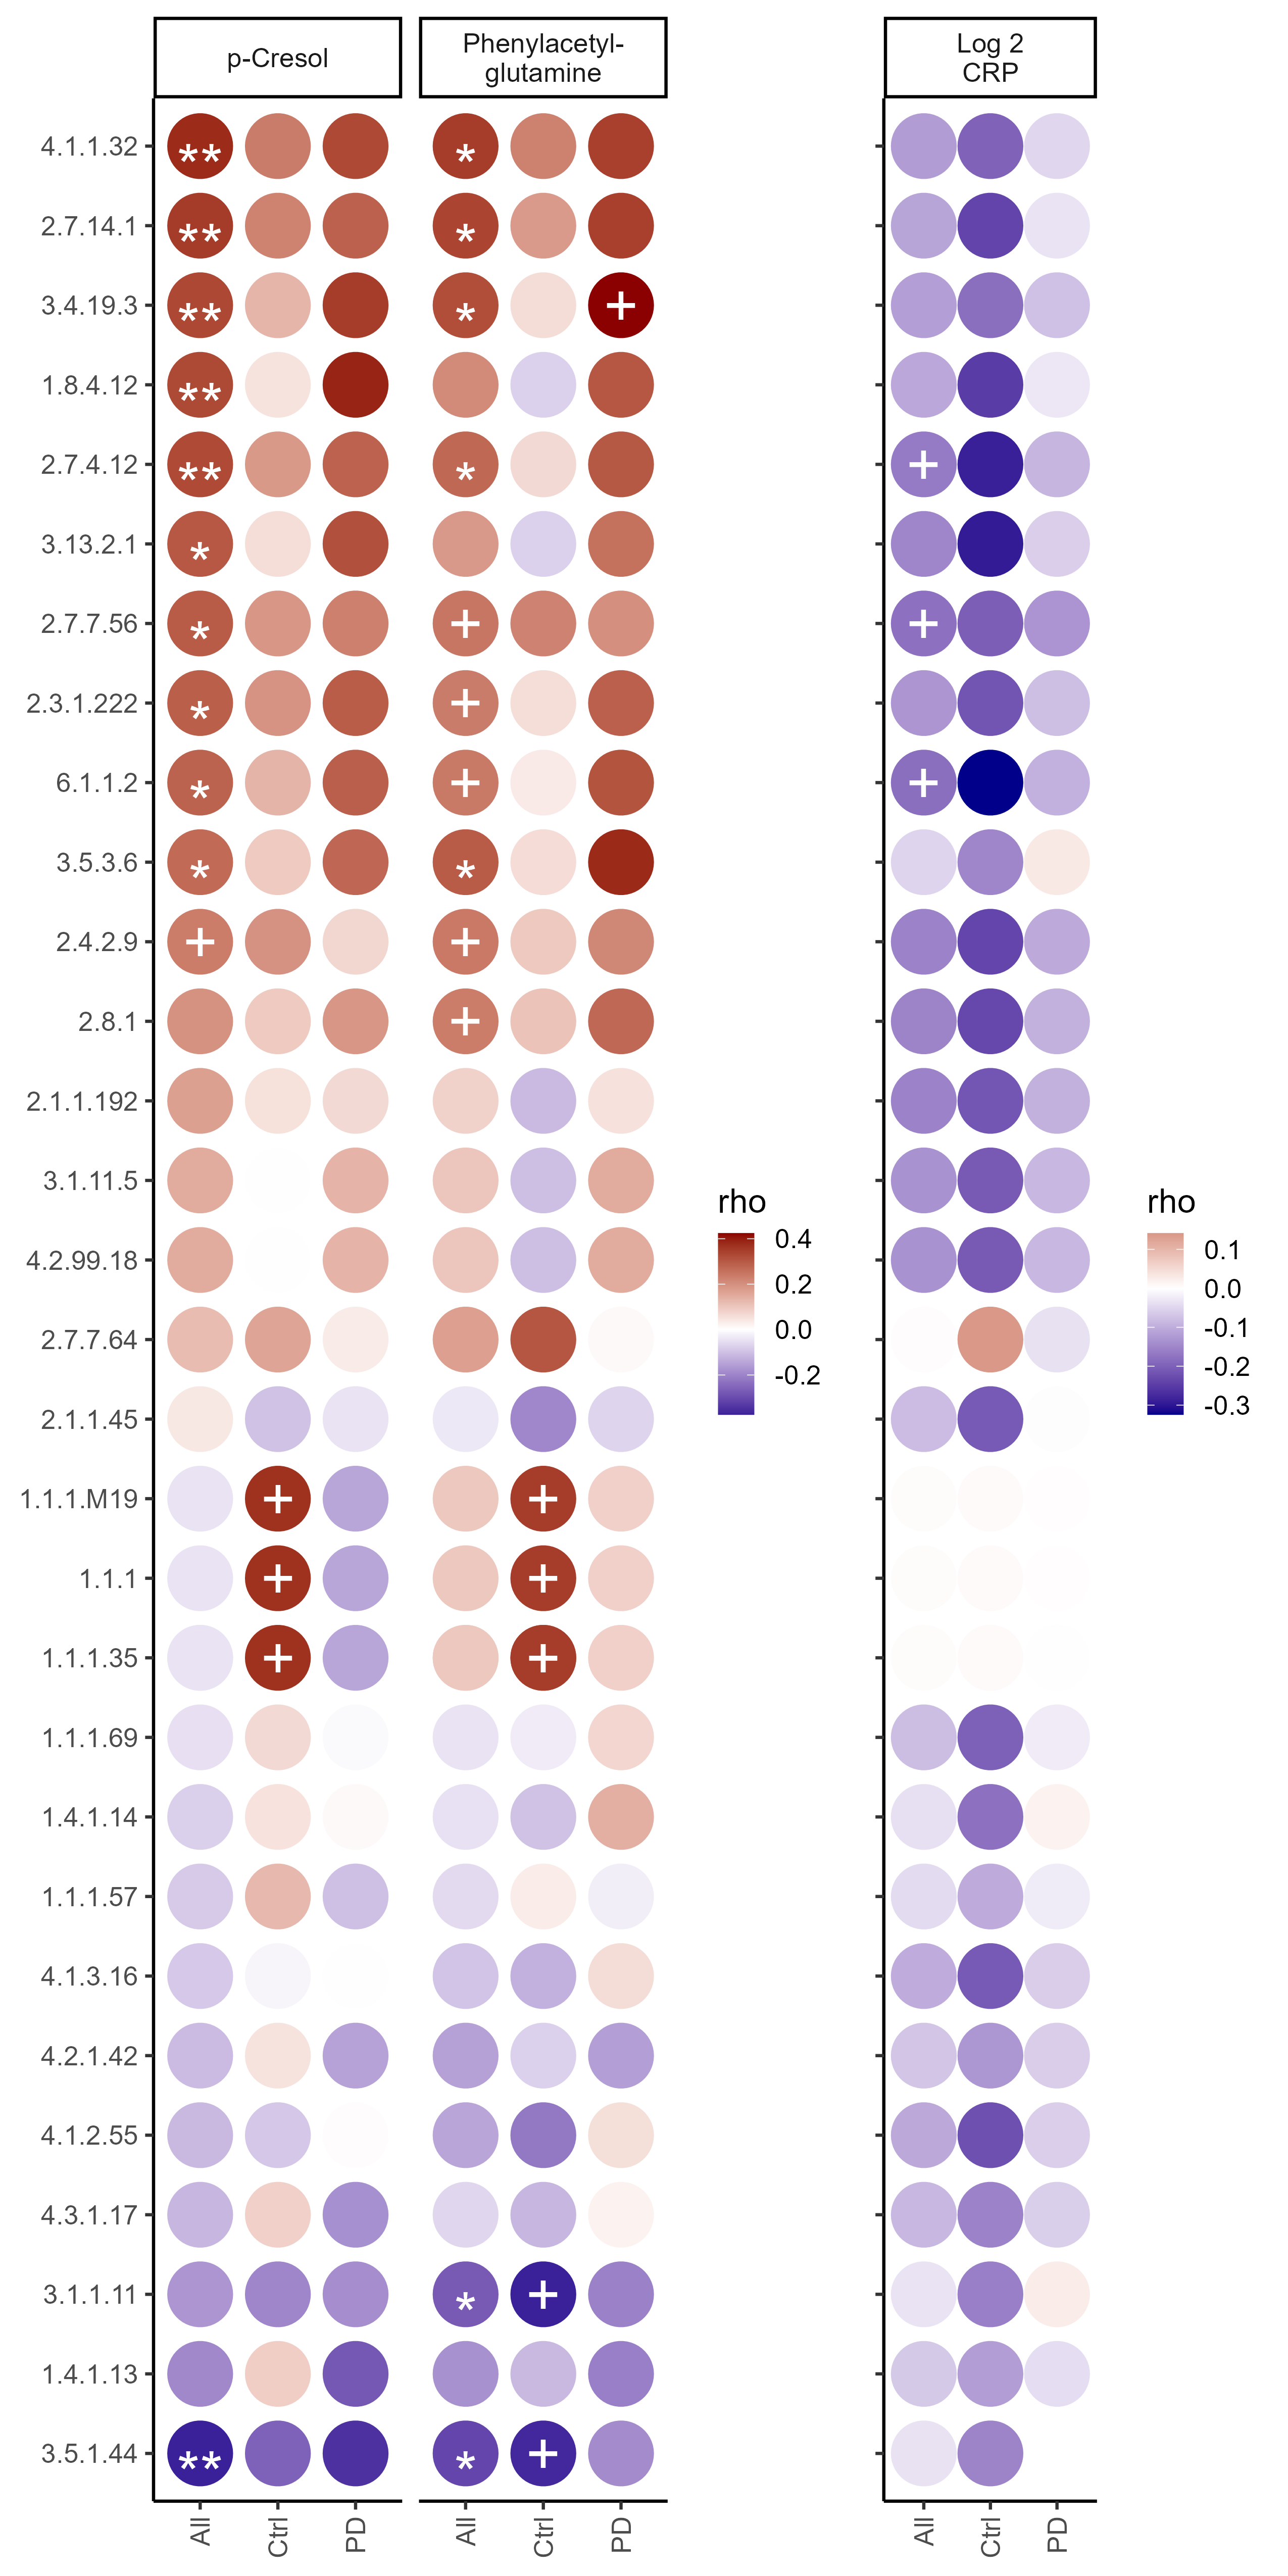 p-Cresol
Phenylacetyl-
glutamine
Log 2
CRP
4.1.1.32 ** *
2.7.14.1 ** *
3.4.19.3 ** * +
1.8.4.12 **
2.7.4.12 ** * +
3.13.2.1 *
2.7.7.56 * + +
2.3.1.222 * +
6.1.1.2 * + +
3.5.3.6 * *
2.4.2.9 + +
2.8.1 +
2.1.1.192
3.1.11.5
4.2.99.18
2.7.7.64
2.1.1.45
1.1.1.M19 + +
1.1.1 + +
1.1.1.35 + +
1.1.1.69
1.4.1.14
1.1.1.57
4.1.3.16
4.2.1.42
4.1.2.55
4.3.1.17
3.1.1.11 * +
1.4.1.13
3.5.1.44 ** * +
All Ctrl PD
All Ctrl PD
All Ctrl PD
rho
0.4
0.2
0.0
-0.2
rho
0.1
0.0
-0.1
-0.2
-0.3